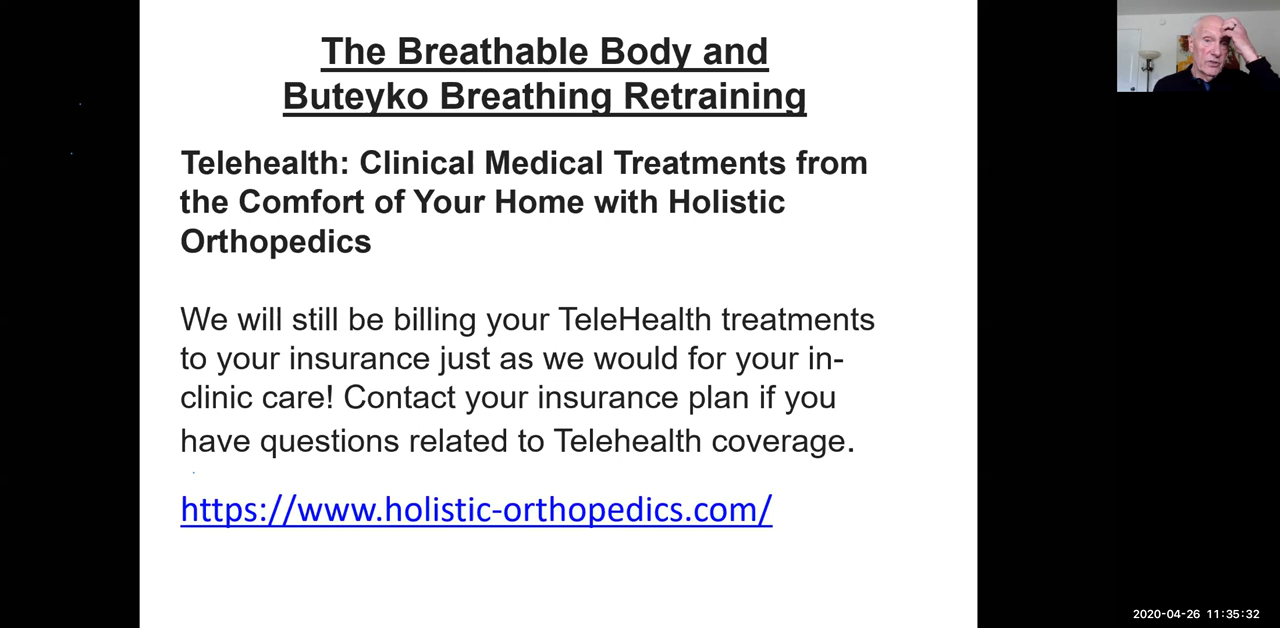 The Breathable Body and
Buteyko Breathing Retraining
Telehealth: Clinical Medical Treatments from
the Comfort of Your Home with Holistic
Orthopedics
We will still be billing your TeleHealth treatments
to your insurance just as we would for your in-
clinic care! Contact your insurance plan if you
have questions related to Telehealth coverage.
https://www.holistic-orthopedics.com/
2020-04-26 11:35:32